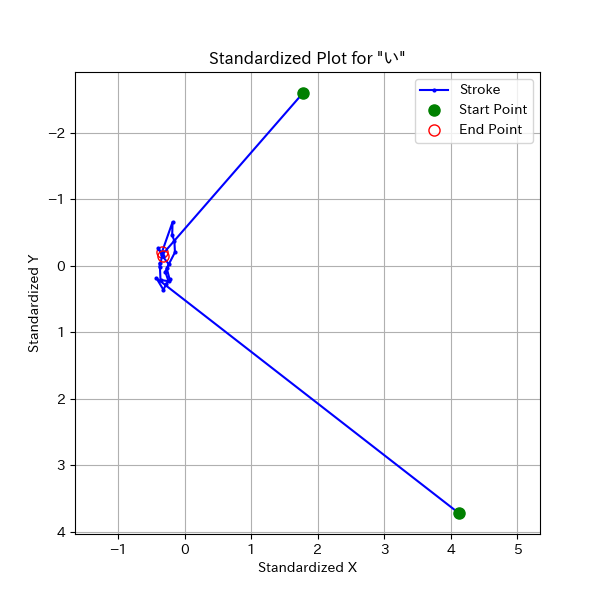 Standardized Plot for "い"
Stroke
Start Point
End Point
−2
−1
0
1
2
3
4
Standardized Y
−1
0
1
2
3
4
5
Standardized X